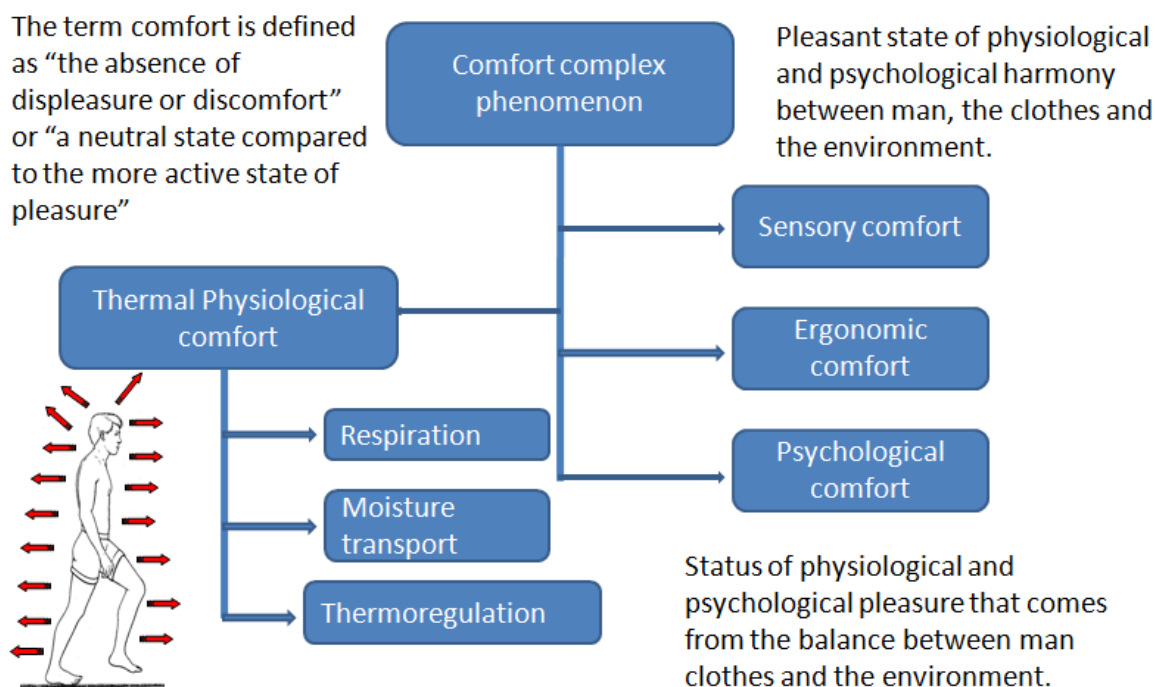 The term comfort is defined
as “the absence of
displeasure or discomfort”
or “a neutral state compared
to the more active state of
pleasure”
Comfort complex
phenomenon
Pleasant state of physiological
and psychological harmony
between man, the clothes and
the environment.
Sensory comfort
Thermal Physiological
comfort
Ergonomic
comfort
Respiration
Psychological
comfort
Moisture
transport
Thermoregulation
Status of physiological and
psychological pleasure that comes
from the balance between man
clothes and the environment.